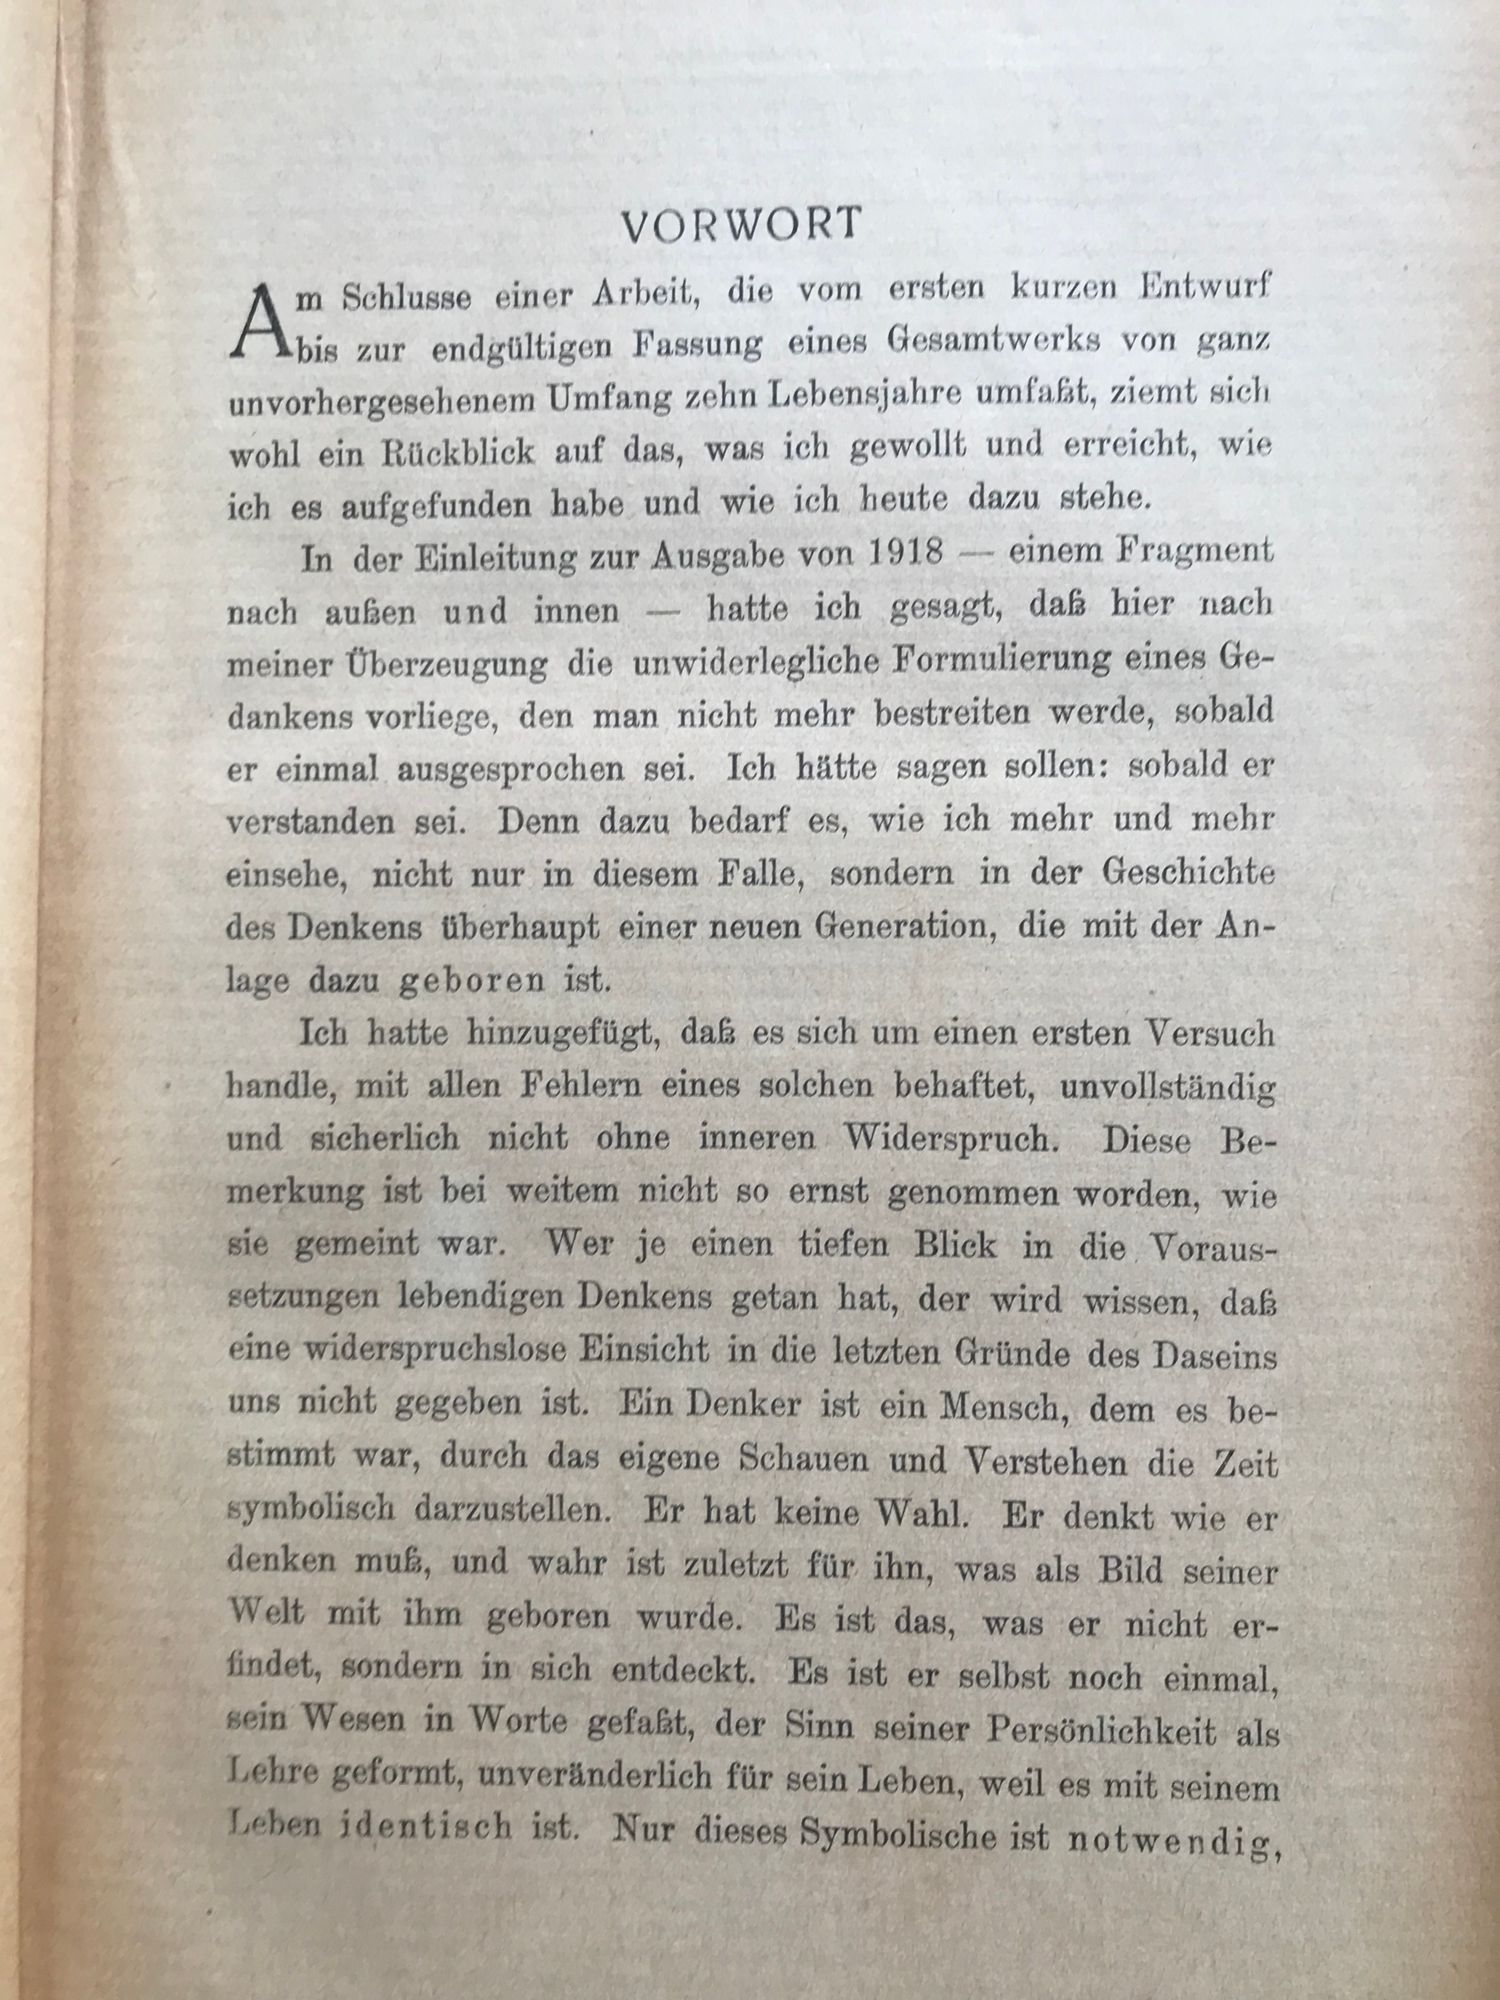 VORWORT
Am Schlusse einer Arbeit, die vom ersten kurzen Entwurf
bis zur endgültigen Fassung eines Gesamtwerks von ganz
unvorhergesehenem Umfang zehn Lebensjahre umfaßt, ziemt sich
wohl ein Rückblick auf das, was ich gewollt und erreicht, wie
ich es aufgefunden habe und wie ich heute dazu stehe.
In der Einleitung zur Ausgabe von 1918 — einem Fragment
nach außen und innen — hatte ich gesagt, daß hier nach
meiner Überzeugung die unwiderlegliche Formulierung eines Ge-
dankens vorliege, den man nicht mehr bestreiten werde, sobald
er einmal ausgesprochen sei. Ich hätte sagen sollen: sobald er
verstanden sei. Denn dazu bedarf es, wie ich mehr und mehr
einsehe, nicht nur in diesem Falle, sondern in der Geschichte
des Denkens überhaupt einer neuen Generation, die mit der An-
lage dazu geboren ist.
Ich hatte hinzugefügt, daß es sich um einen ersten Versuch
handle, mit allen Fehlern eines solchen behaftet, unvollständig
und sicherlich nicht ohne inneren Widerspruch. Diese Be-
merkung ist bei weitem nicht so ernst genommen worden, wie
sie gemeint war. Wer je einen tiefen Blick in die Voraus-
setzungen lebendigen Denkens getan hat, der wird wissen, daß
eine widerspruchslose Einsicht in die letzten Gründe des Daseins
uns nicht gegeben ist. Ein Denker ist ein Mensch, dem es be-
stimmt war, durch das eigene Schauen und Verstehen die Zeit
symbolisch darzustellen. Er hat keine Wahl. Er denkt wie er
denken muß, und wahr ist zuletzt für ihn, was als Bild seiner
Welt mit ihm geboren wurde. Es ist das, was er nicht er-
findet, sondern in sich entdeckt. Es ist er selbst noch einmal,
sein Wesen in Worte gefaßt, der Sinn seiner Persönlichkeit als
Lehre geformt, unveränderlich für sein Leben, weil es mit seinem
Leben identisch ist. Nur dieses Symbolische ist notwendig,